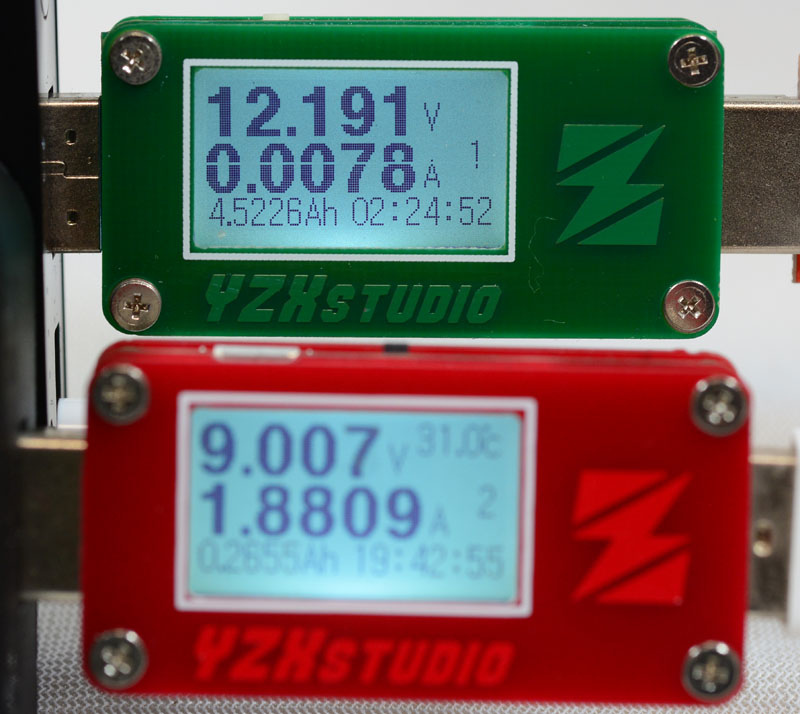 12.191 V
0.0078 A 1
4.5226Ah 02:24:52
YZXSTUDIO
9.007 V 31.0°c
1.8809 A 2
0.2655Ah 19:42:55
YZXSTUDIO